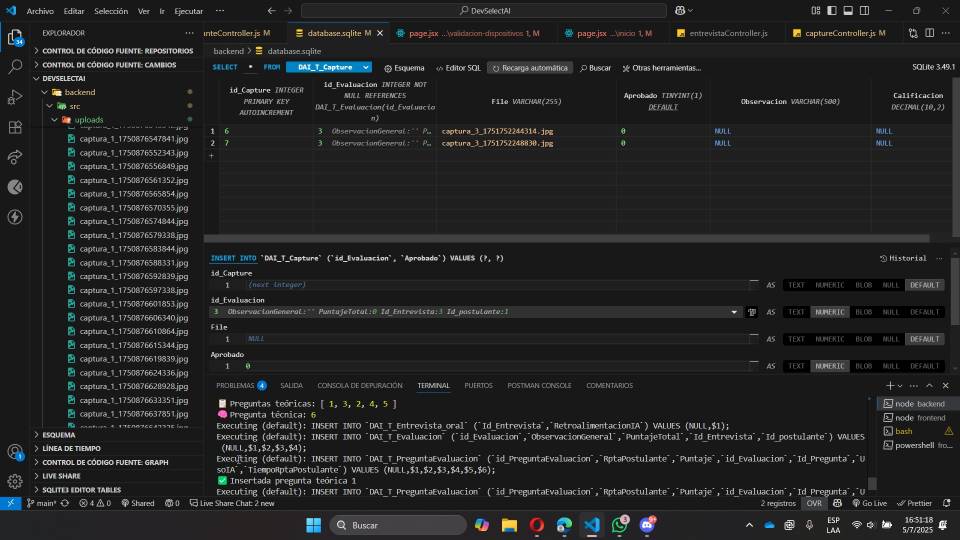 Archivo Editar Selección Ver Ir Ejecutar ··· DevSelectAI
EXPLORADOR ···
anteController.js M database.sqlite M page.jsx ...\validacion-dispositivos 1, M page.jsx ...\inicio 1, M entrevistaController.js captureController.js M
34
CONTROL DE CÓDIGO FUENTE: REPOSITORIOS
CONTROL DE CÓDIGO FUENTE: CAMBIOS
DEVSELECTAI
backend
src
uploads
captura_1_1750876547841.jpg
captura_1_1750876552343.jpg
captura_1_1750876556849.jpg
captura_1_1750876561352.jpg
captura_1_1750876565854.jpg
captura_1_1750876570355.jpg
captura_1_1750876574844.jpg
captura_1_1750876579338.jpg
captura_1_1750876583844.jpg
captura_1_1750876588331.jpg
captura_1_1750876592839.jpg
captura_1_1750876597338.jpg
captura_1_1750876601853.jpg
captura_1_1750876606340.jpg
captura_1_1750876610864.jpg
captura_1_1750876615344.jpg
captura_1_1750876619839.jpg
captura_1_1750876624336.jpg
captura_1_1750876628928.jpg
captura_1_1750876633351.jpg
captura_1_1750876637851.jpg
ESQUEMA
LÍNEA DE TIEMPO
CONTROL DE CÓDIGO FUENTE: GRAPH
LIVE SHARE
SQLITE3 EDITOR TABLES
backend > database.sqlite
SELECT * FROM DAI_T_Capture Esquema Editor SQL Recarga automática Buscar Otras herramientas... SQLite 3.49.1
id_Capture INTEGER PRIMARY KEY AUTOINCREMENT
id_Evaluacion INTEGER NOT NULL REFERENCES DAI_T_Evaluacion(id_Evaluacion)
File VARCHAR(255)
Aprobado TINYINT(1) DEFAULT
Observacion VARCHAR(500)
Calificacion DECIMAL(10,2)
1 6 3 ObservacionGeneral:'' P… captura_3_1751752244314.jpg 0 NULL NULL
2 7 3 ObservacionGeneral:'' P… captura_3_1751752248830.jpg 0 NULL NULL
+
INSERT INTO `DAI_T_Capture` (`id_Evaluacion`, `Aprobado`) VALUES (?, ?) Historial ···
id_Capture
1 (next integer) AS TEXT NUMERIC BLOB NULL DEFAULT
id_Evaluacion
3 ObservacionGeneral:'' PuntajeTotal:0 Id_Entrevista:3 Id_postulante:1 AS TEXT NUMERIC BLOB NULL DEFAULT
File
1 NULL AS TEXT NUMERIC BLOB NULL DEFAULT
Aprobado
1 0 AS TEXT NUMERIC BLOB NULL DEFAULT
PROBLEMAS 4 SALIDA CONSOLA DE DEPURACIÓN TERMINAL PUERTOS POSTMAN CONSOLE COMENTARIOS
Preguntas teóricas: [ 1, 3, 2, 4, 5 ]
Pregunta técnica: 6
Executing (default): INSERT INTO `DAI_T_Entrevista_oral` (`Id_Entrevista`,`RetroalimentacionIA`) VALUES (NULL,$1);
Executing (default): INSERT INTO `DAI_T_Evaluacion` (`id_Evaluacion`,`ObservacionGeneral`,`PuntajeTotal`,`Id_Entrevista`,`Id_postulante`) VALUES
(NULL,$1,$2,$3,$4);
Executing (default): INSERT INTO `DAI_T_PreguntaEvaluacion` (`id_PreguntaEvaluacion`,`RptaPostulante`,`Puntaje`,`id_Evaluacion`,`Id_Pregunta`,`U
soIA`,`TiempoRptaPostulante`) VALUES (NULL,$1,$2,$3,$4,$5,$6);
Insertada pregunta teórica 1
Executing (default): INSERT INTO `DAI_T_PreguntaEvaluacion` (`id_PreguntaEvaluacion`,`RptaPostulante`,`Puntaje`,`id_Evaluacion`,`Id_Pregunta`,`U
node backend
node frontend
bash
powershell fro...
1
main* 4 0 Shared 0 Live Share Chat: 2 new 2 registros OVR Go Live Prettier
Buscar
3
ESP
LAA
16:51:18
5/7/2025